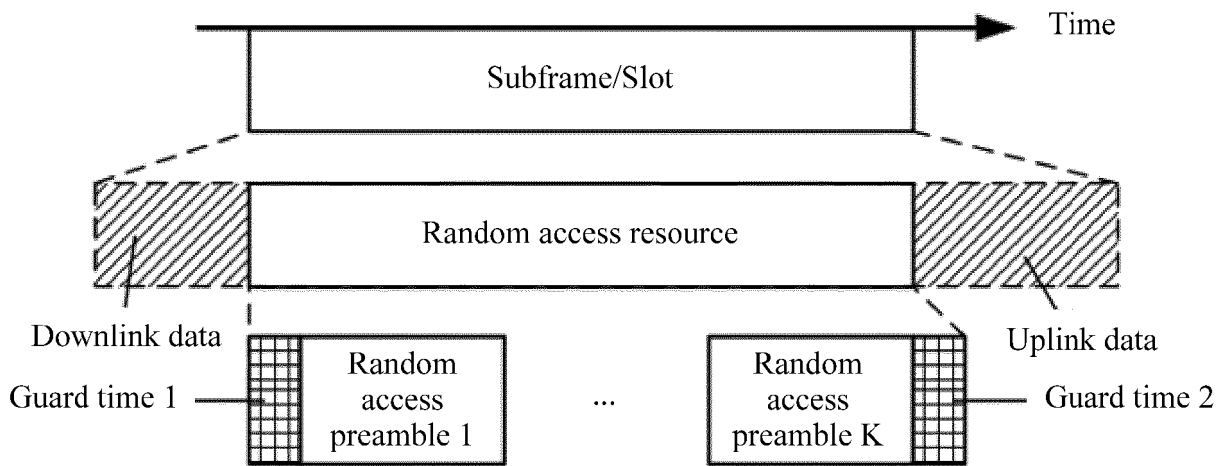 Time
Subframe/Slot
Random access resource
Downlink data
Uplink data
Guard time 1
Random
access
preamble 1
...
Random
access
preamble K
Guard time 2